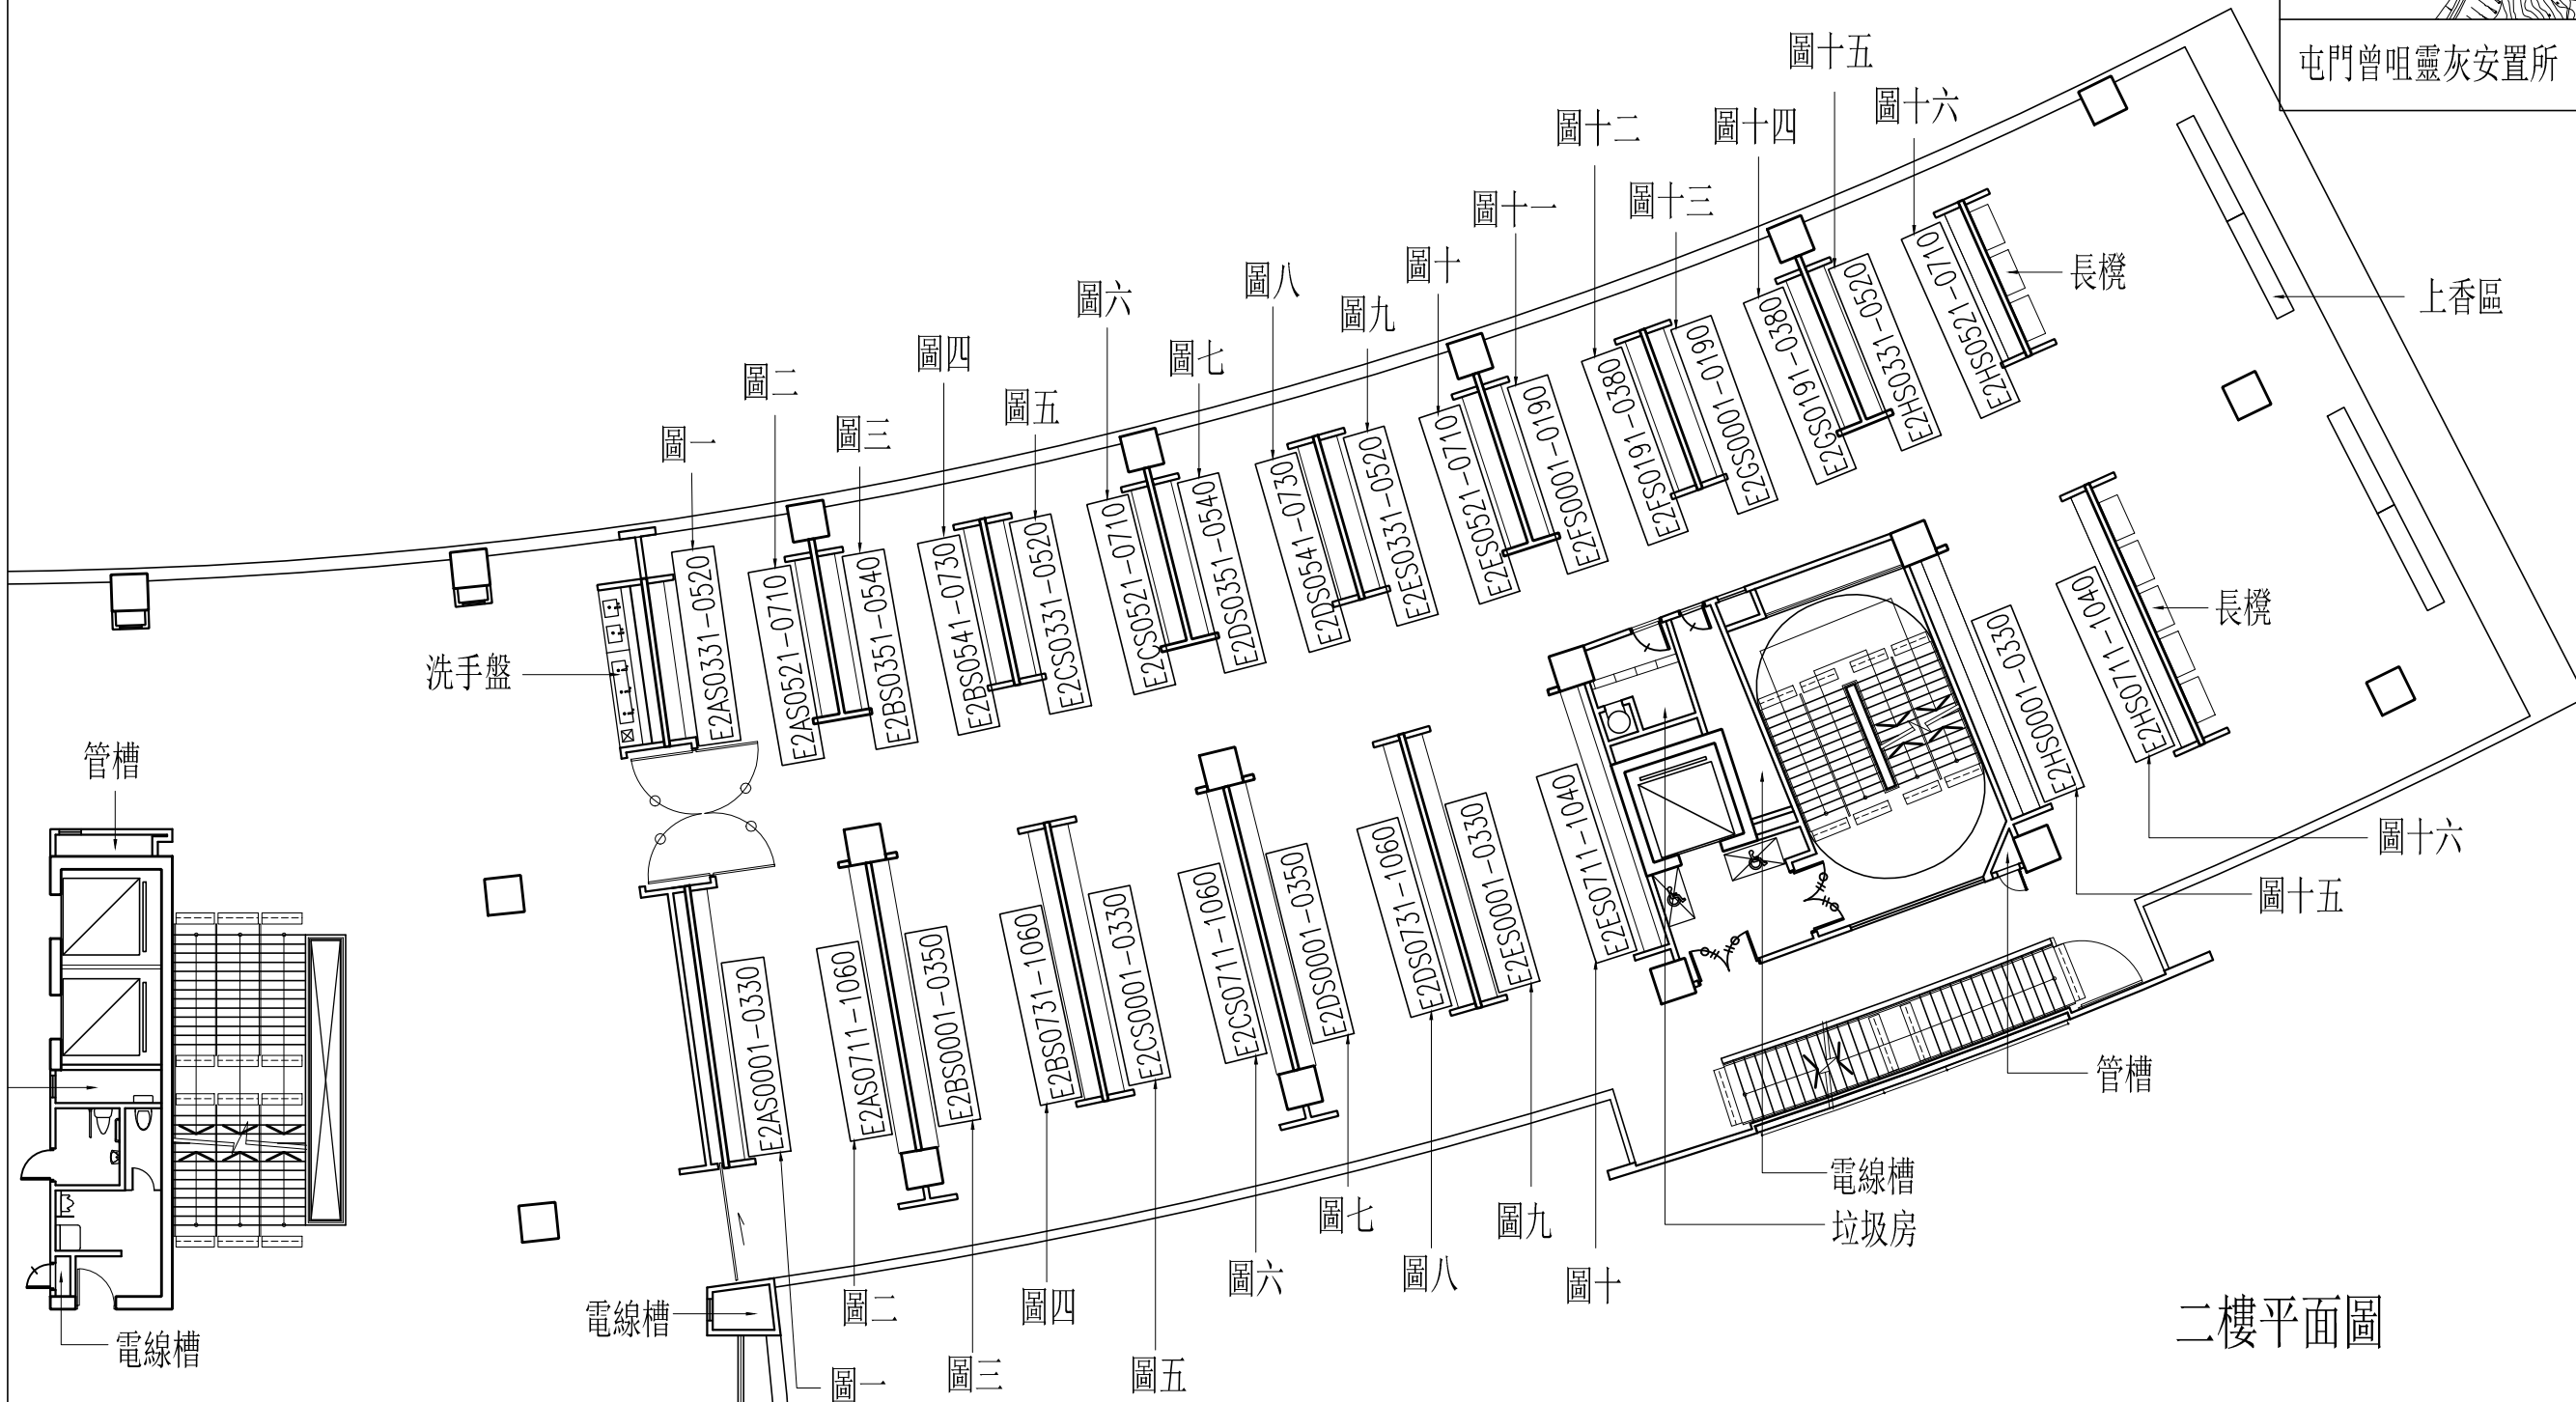 屯門曾咀靈灰安置所
圖十五
圖十六
圖十二
圖十四
圖十三
圖十一
圖十
圖八
圖九
圖六
圖七
圖四
圖五
圖二
圖三
圖一
長櫈
上香區
E2AS0331-0520
E2AS0521-0710
E2BS0351-0540
E2BS0541-0730
E2CS0331-0520
E2CS0521-0710
E2DS0351-0540
E2DS0541-0730
E2ES0331-0520
E2ES0521-0710
E2FS0001-0190
E2FS0191-0380
E2GS0001-0190
E2GS0191-0380
E2HS0331-0520
E2HS0521-0710
洗手盤
管槽
長櫈
E2AS0001-0330
E2AS0711-1060
E2BS0001-0350
E2BS0731-1060
E2CS0001-0330
E2CS0711-1060
E2DS0001-0350
E2DS0731-1060
E2ES0001-0330
E2ES0711-1040
E2HS0001-0330
E2HS0711-1040
圖十六
圖十五
管槽
電線槽
垃圾房
圖七
圖九
圖八
圖十
圖六
圖四
圖二
電線槽
電線槽
圖三
圖五
圖一
二樓平面圖